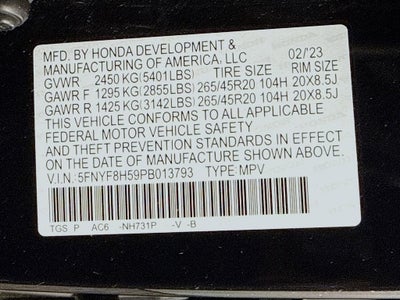 MFD. BY HONDA DEVELOPMENT &
MANUFACTURING OF AMERICA, LLC 02/'23
GVWR 2450 KG(5401LBS) TIRE SIZE RIM SIZE
GAWR F 1295 KG(2855LBS) 265/45R20 104H 20X8.5J
GAWR R 1425 KG(3142LBS) 265/45R20 104H 20X8.5J
THIS VEHICLE CONFORMS TO ALL APPLICABLE
FEDERAL MOTOR VEHICLE SAFETY
AND THEFT PREVENTION STANDARDS IN EFFECT ON
THE DATE OF MANUFACTURE SHOWN ABOVE.
V.I.N.: 5FNYF8H59PB013793 TYPE: MPV
TGS P AC6 -NH731P -V -B